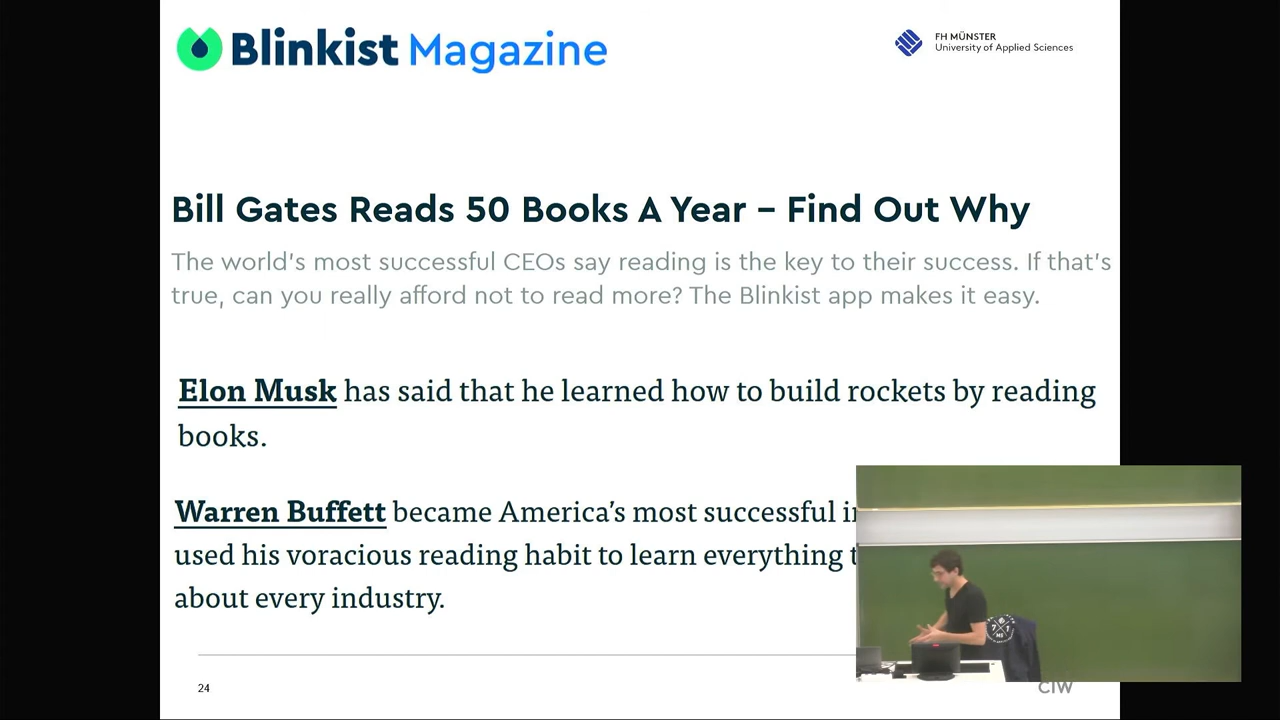 Blinkist Magazine
FH MÜNSTER
University of Applied Sciences
Bill Gates Reads 50 Books A Year – Find Out Why
The world's most successful CEOs say reading is the key to their success. If that's
true, can you really afford not to read more? The Blinkist app makes it easy.
Elon Musk has said that he learned how to build rockets by reading
books.
Warren Buffett became America's most successful
used his voracious reading habit to learn everything
about every industry.
24
CIW